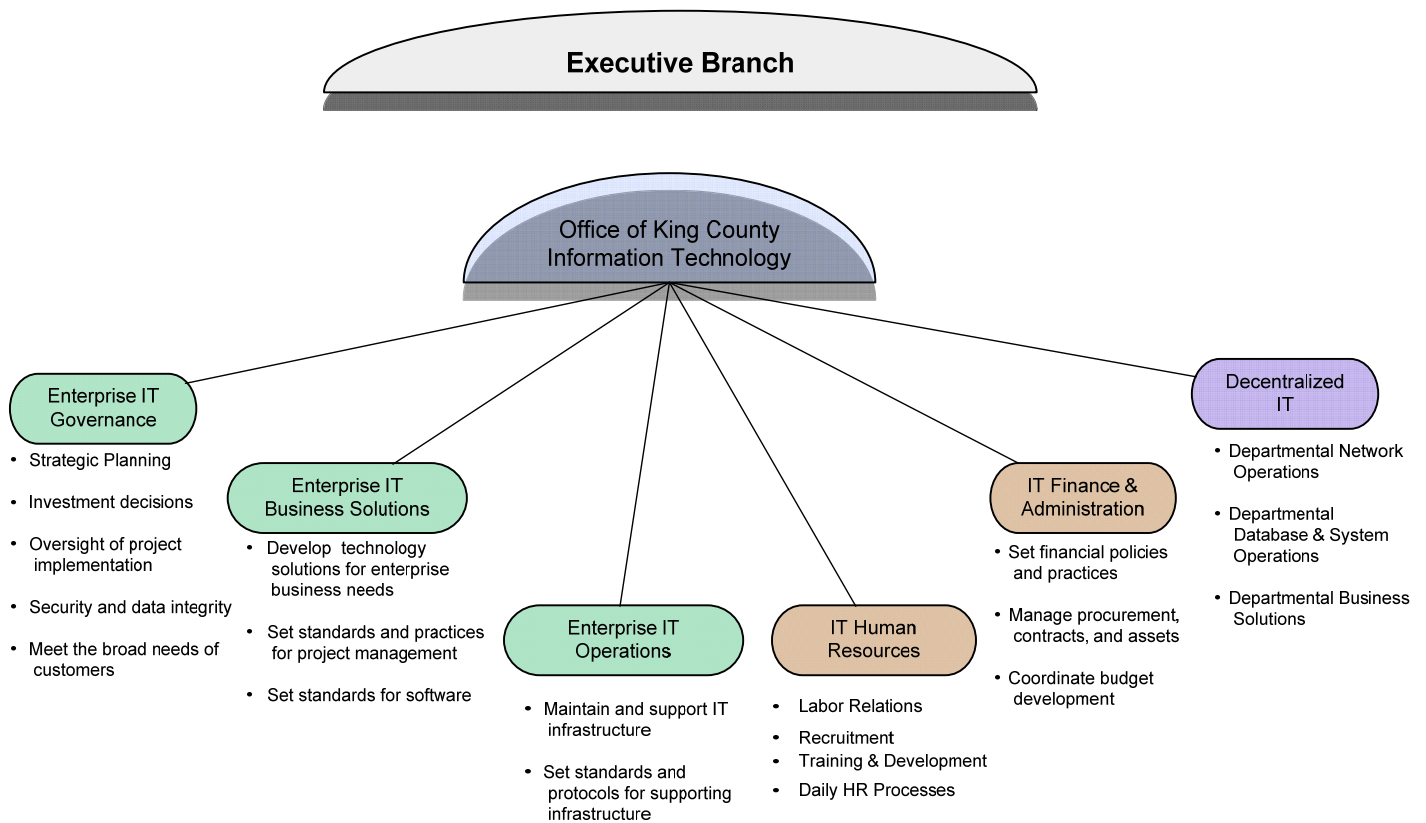 Executive Branch
Office of King County
Information Technology
Enterprise IT
Governance
• Strategic Planning
• Investment decisions
• Oversight of project
implementation
• Security and data integrity
• Meet the broad needs of
customers
Enterprise IT
Business Solutions
• Develop technology
solutions for enterprise
business needs
• Set standards and practices
for project management
• Set standards for software
Enterprise IT
Operations
• Maintain and support IT
infrastructure
• Set standards and
protocols for supporting
infrastructure
IT Human
Resources
• Labor Relations
• Recruitment
• Training & Development
• Daily HR Processes
IT Finance &
Administration
• Set financial policies
and practices
• Manage procurement,
contracts, and assets
• Coordinate budget
development
Decentralized
IT
• Departmental Network
Operations
• Departmental
Database & System
Operations
• Departmental Business
Solutions